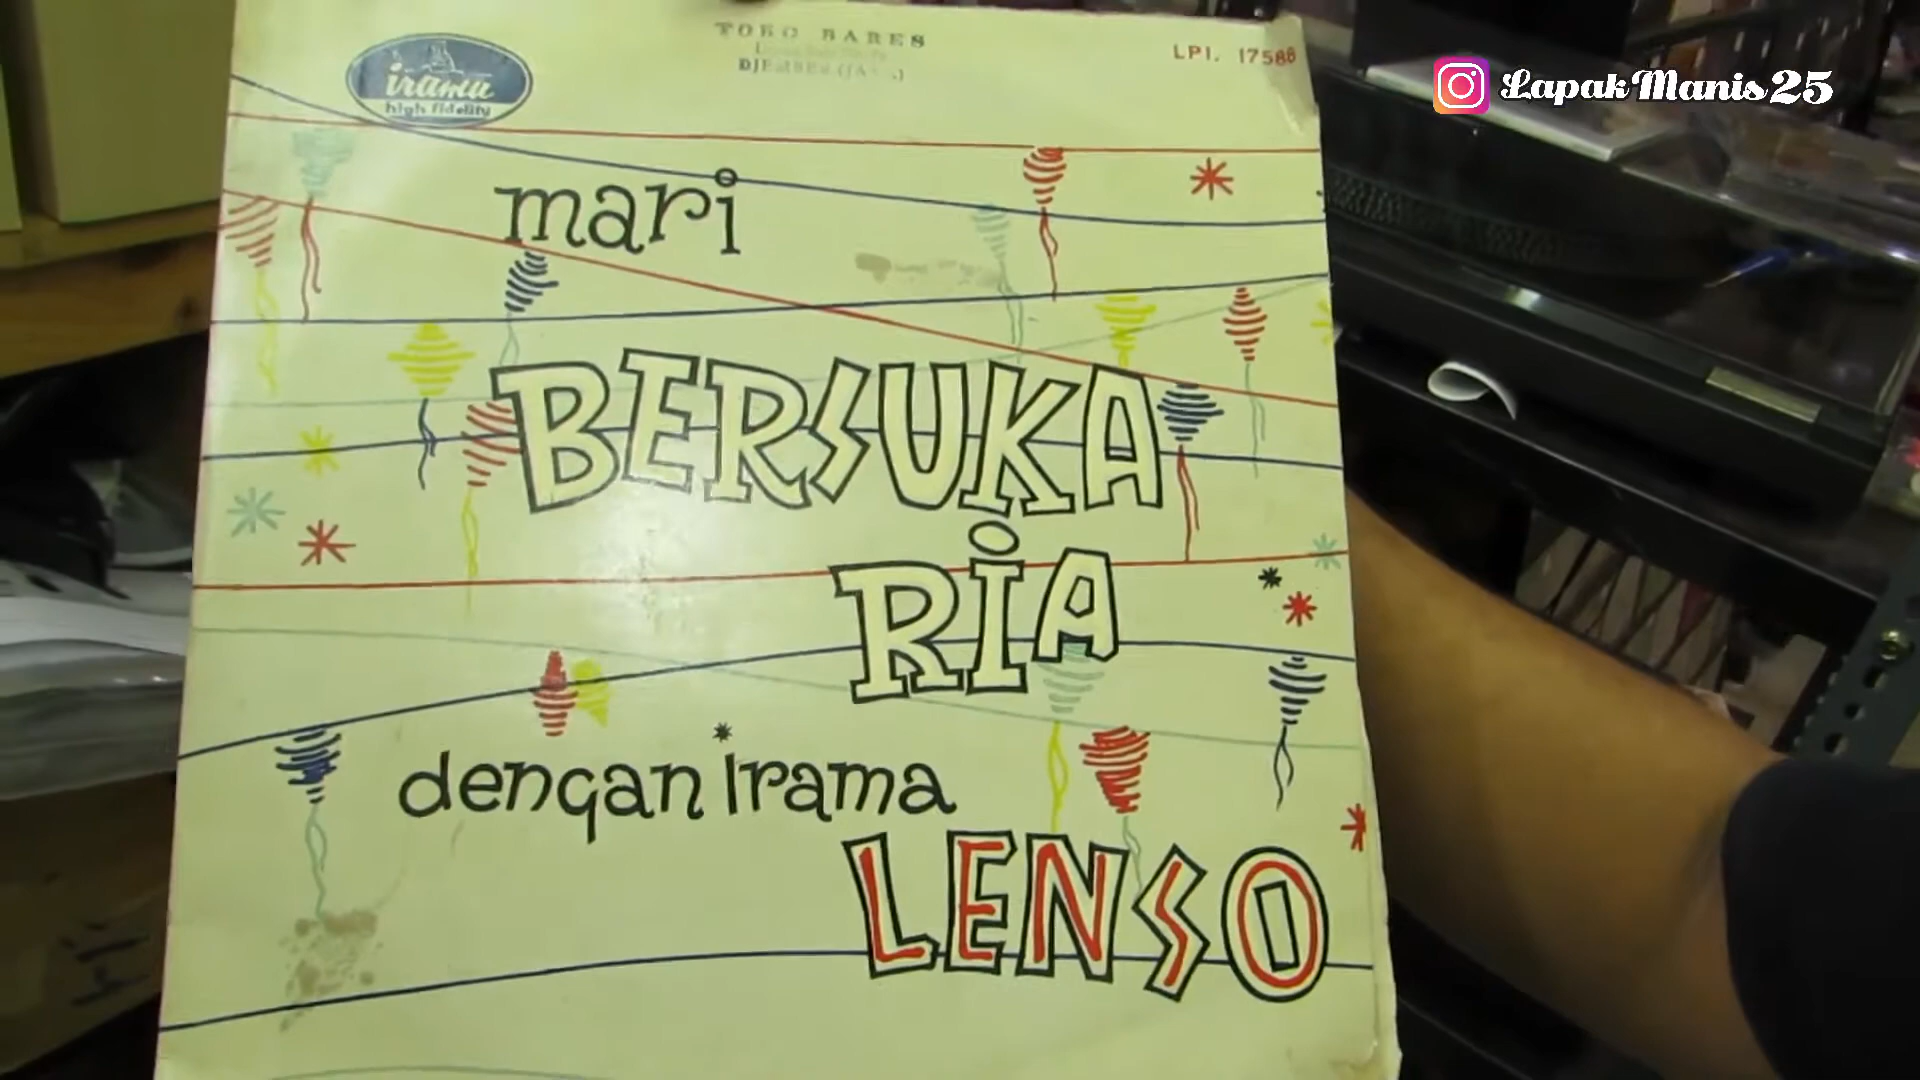 TOKO BARES
irama
high fidelity
LPI. 17588
LapakManis25
mari
BERSUKA
RIA
dengan irama
LENSO